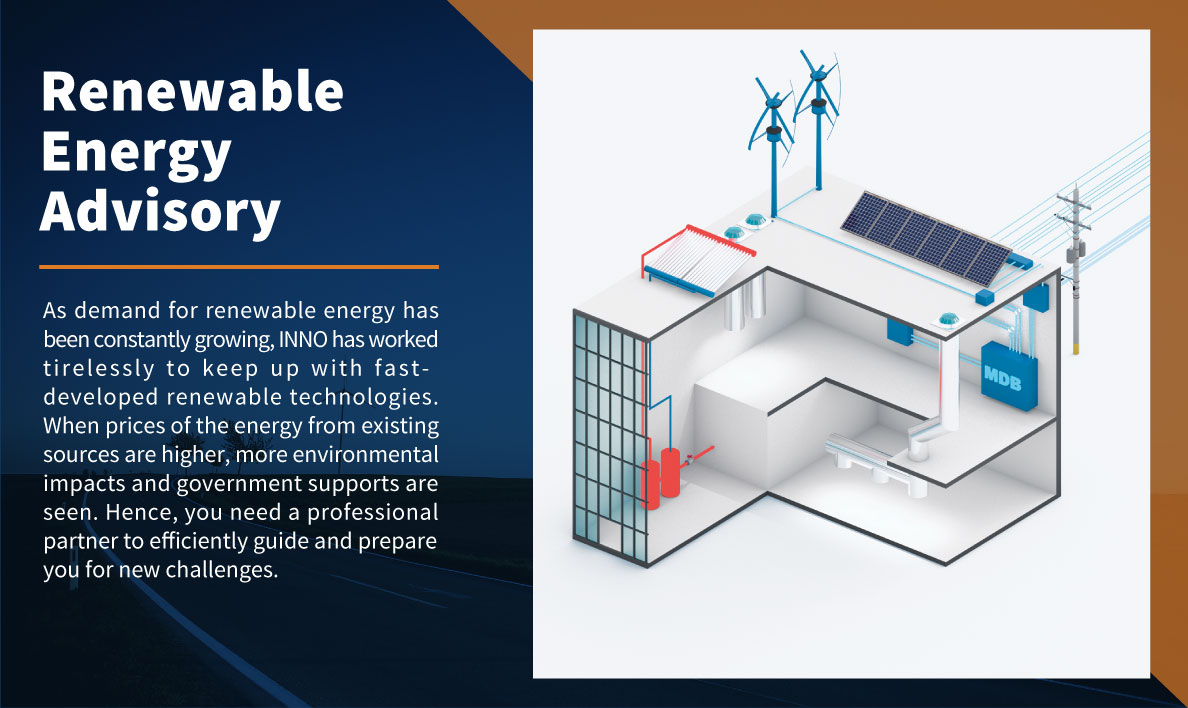 Renewable
Energy
Advisory
As demand for renewable energy has
been constantly growing, INNO has worked
tirelessly to keep up with fast-
developed renewable technologies.
When prices of the energy from existing
sources are higher, more environmental
impacts and government supports are
seen. Hence, you need a professional
partner to efficiently guide and prepare
you for new challenges.
MDB